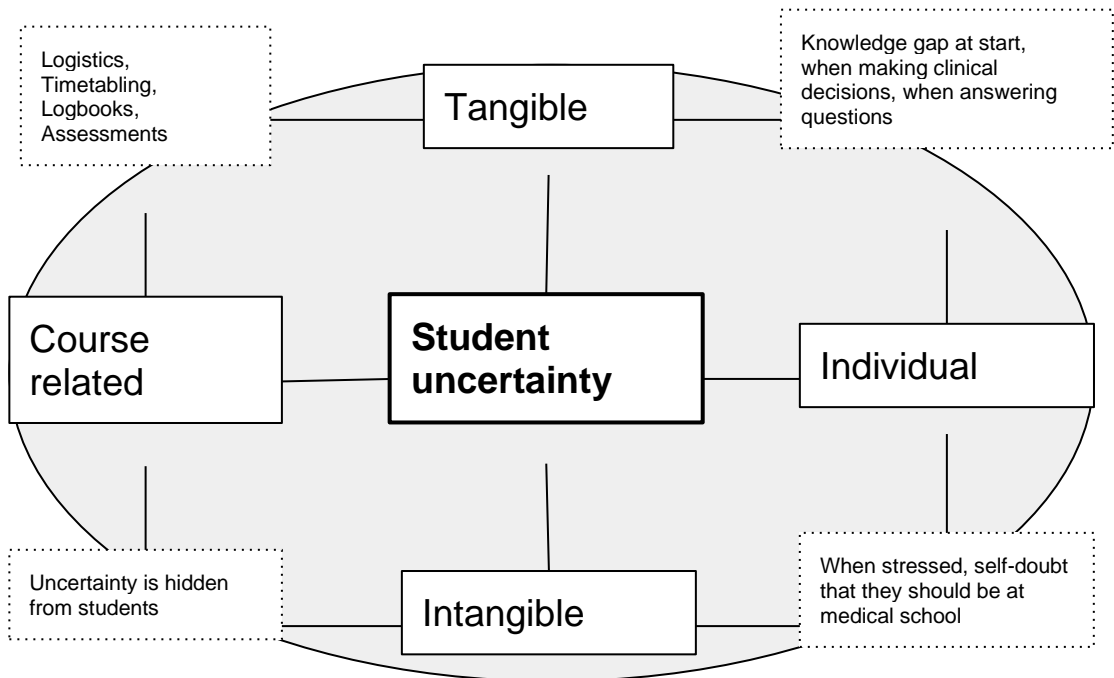 Logistics,
Timetabling,
Logbooks,
Assessments
Tangible
Knowledge gap at start,
when making clinical
decisions, when answering
questions
Course
related
Student
uncertainty
Individual
Uncertainty is hidden
from students
Intangible
When stressed, self-doubt
that they should be at
medical school